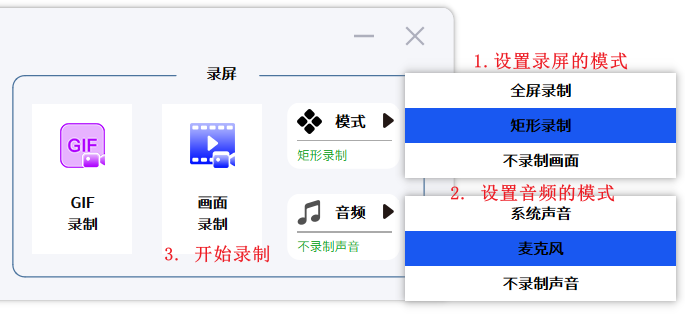 录屏
GIF
GIF
录制
画面
录制
模式
矩形录制
音频
不录制声音
1.设置录屏的模式
全屏录制
矩形录制
不录制画面
2. 设置音频的模式
系统声音
麦克风
不录制声音
3. 开始录制